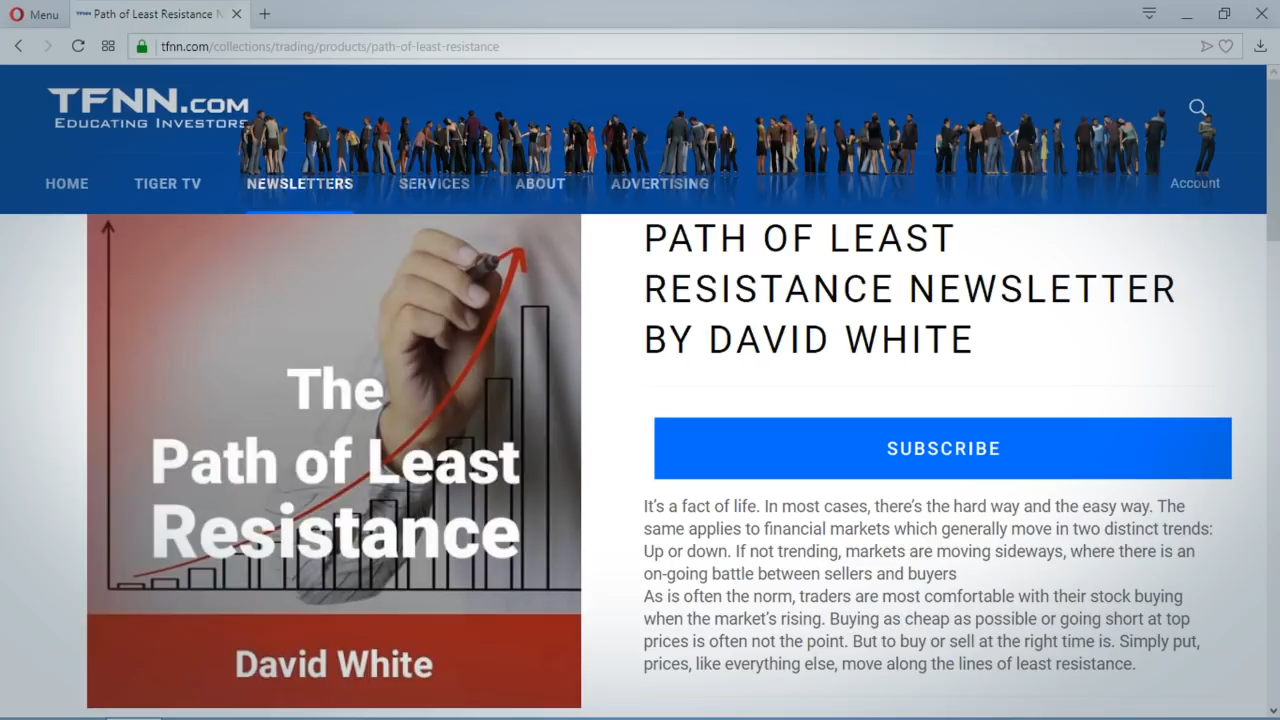 Menu
Path of Least Resistance N
tfnn.com/collections/trading/products/path-of-least-resistance
TFNN.COM
EDUCATING INVESTORS
HOME
TIGER TV
NEWSLETTERS
SERVICES
ABOUT
ADVERTISING
Account
The
Path of Least
Resistance
David White
PATH OF LEAST
RESISTANCE NEWSLETTER
BY DAVID WHITE
SUBSCRIBE
It’s a fact of life. In most cases, there’s the hard way and the easy way. The
same applies to financial markets which generally move in two distinct trends:
Up or down. If not trending, markets are moving sideways, where there is an
on-going battle between sellers and buyers
As is often the norm, traders are most comfortable with their stock buying
when the market’s rising. Buying as cheap as possible or going short at top
prices is often not the point. But to buy or sell at the right time is. Simply put,
prices, like everything else, move along the lines of least resistance.